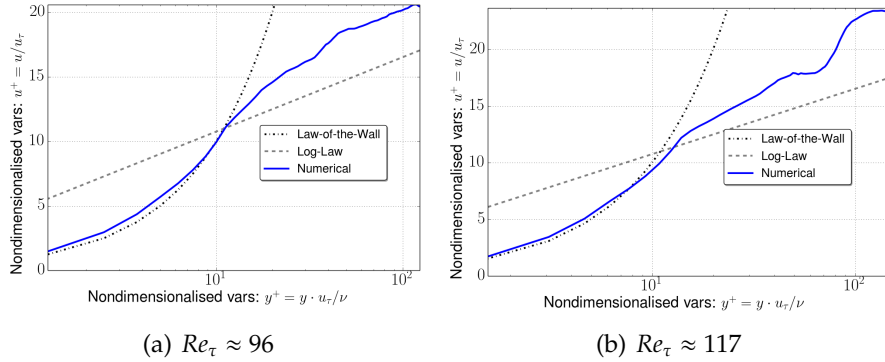 20
15
10
5
0
10¹
10²
Nondimensionalised vars: u⁺ = u/u_τ
Nondimensionalised vars: y⁺ = y · u_τ/ν
Law-of-the-Wall
Log-Law
Numerical
(a) Re_τ ≈ 96
20
15
10
5
0
10¹
10²
Nondimensionalised vars: u⁺ = u/u_τ
Nondimensionalised vars: y⁺ = y · u_τ/ν
Law-of-the-Wall
Log-Law
Numerical
(b) Re_τ ≈ 117